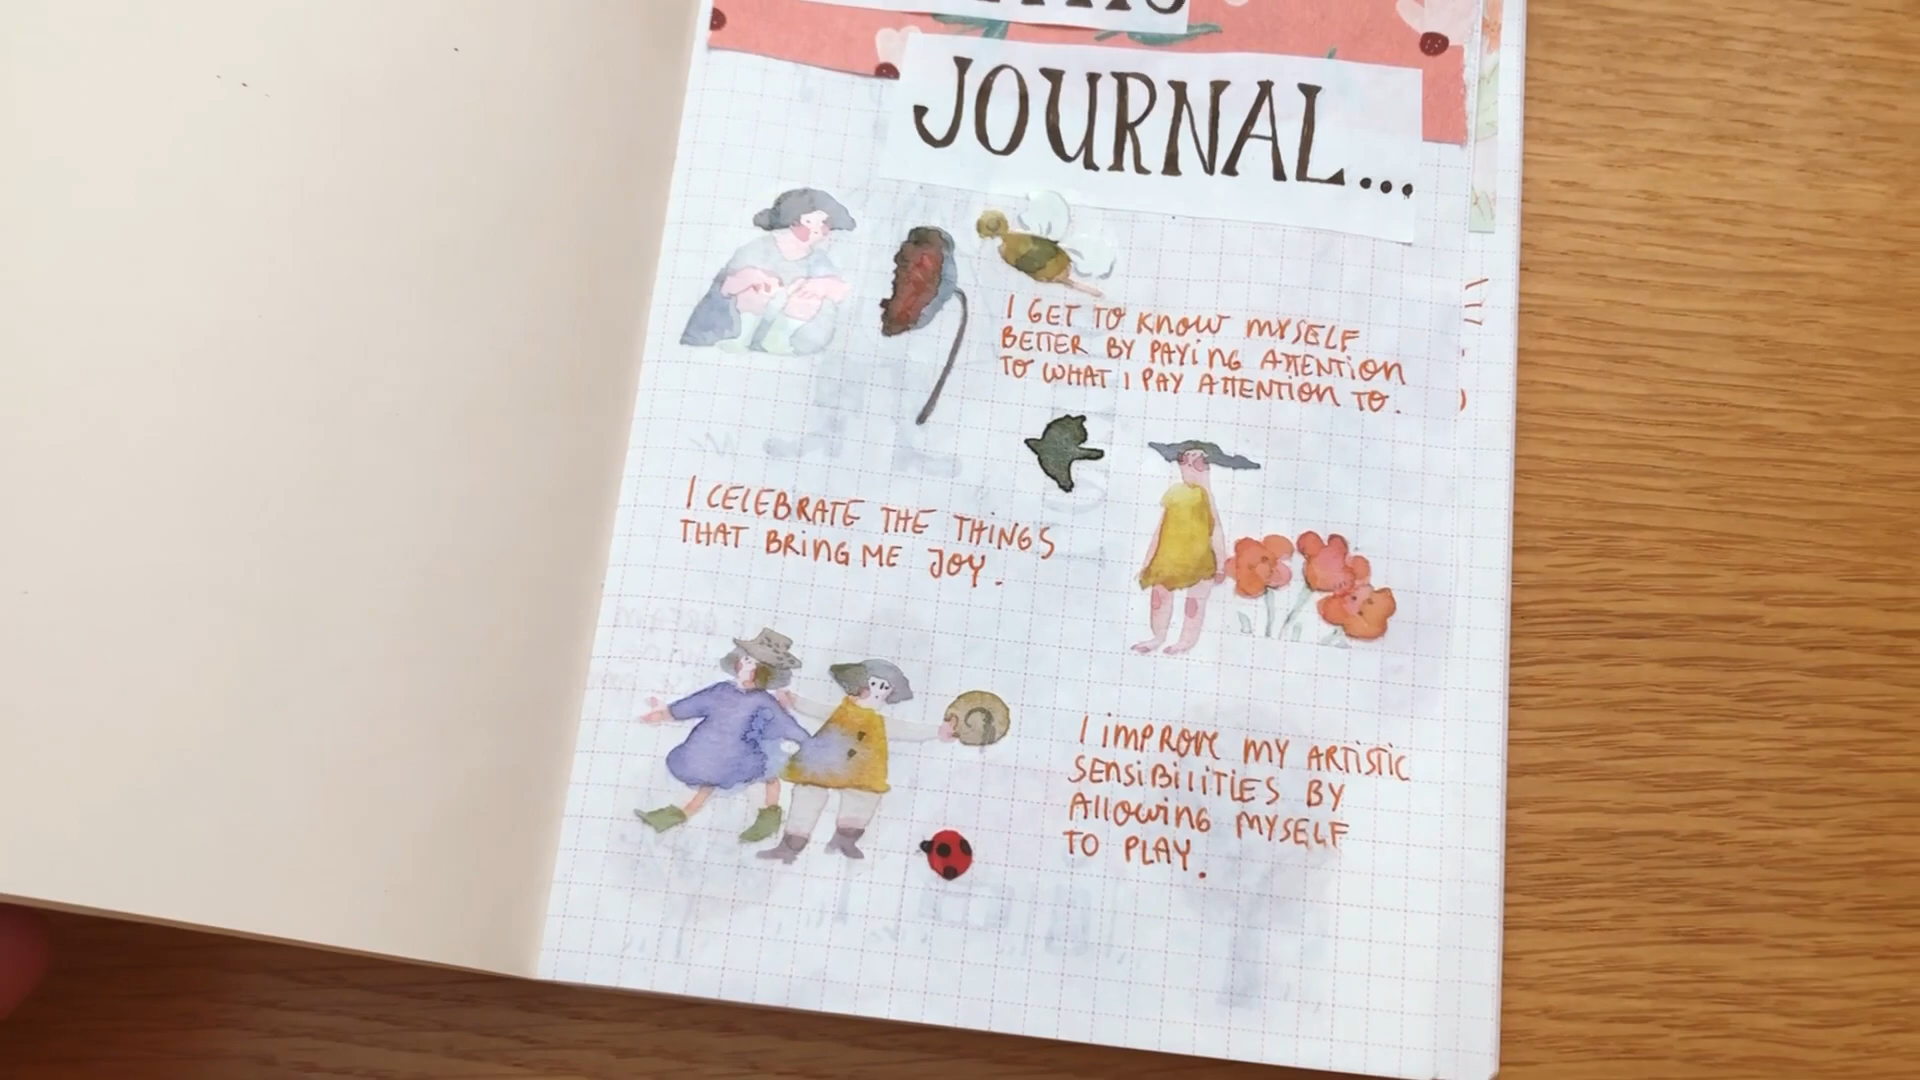 JOURNAL...
I GET TO KNOW MYSELF
BETTER BY PAYING ATTENTION
TO WHAT I PAY ATTENTION TO.
I CELEBRATE THE THINGS
THAT BRING ME JOY.
I IMPROVE MY ARTISTIC
SENSIBILITIES BY
ALLOWING MYSELF
TO PLAY.